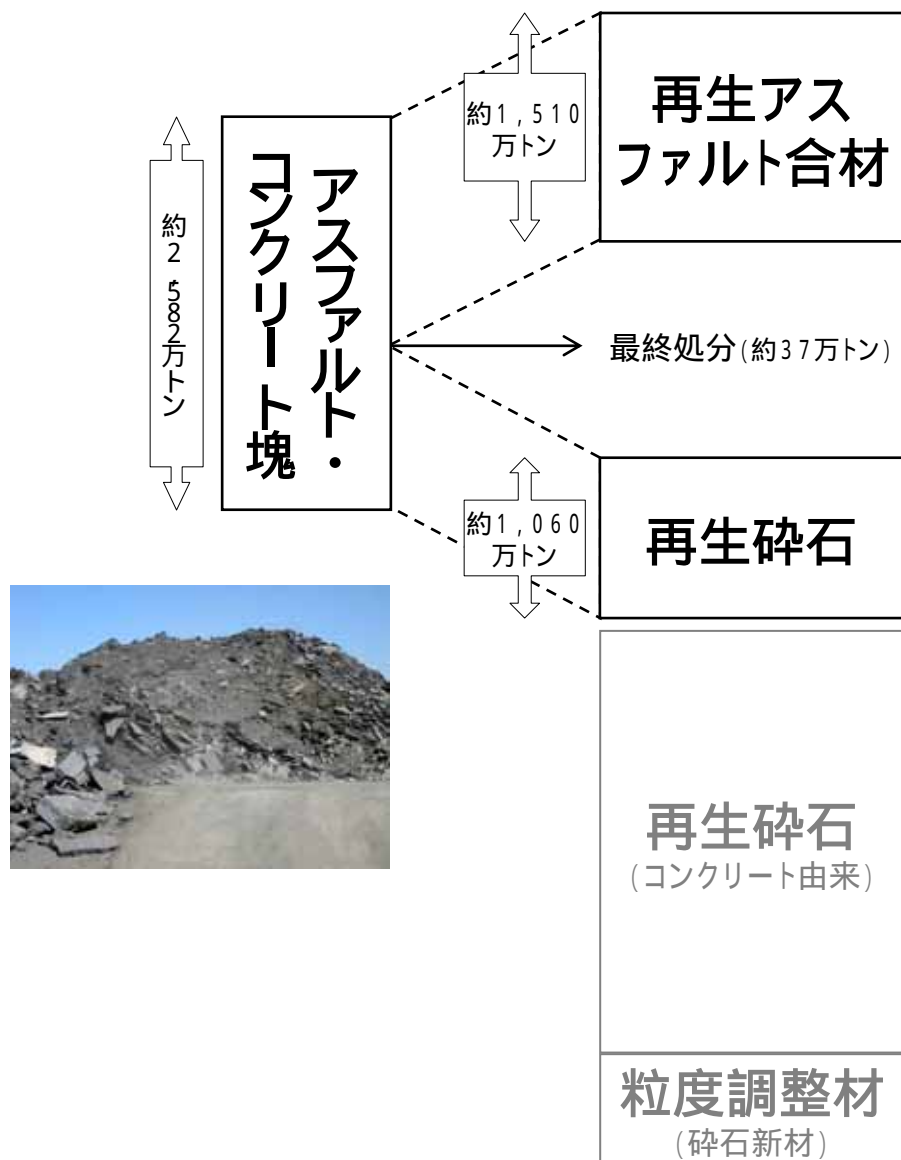 約2,582万トン
アスファルト・
コンクリート塊
約1,510
万トン
再生アス
ファルト合材
最終処分(約37万トン)
約1,060
万トン
再生砕石
再生砕石
(コンクリート由来)
粒度調整材
(砕石新材)